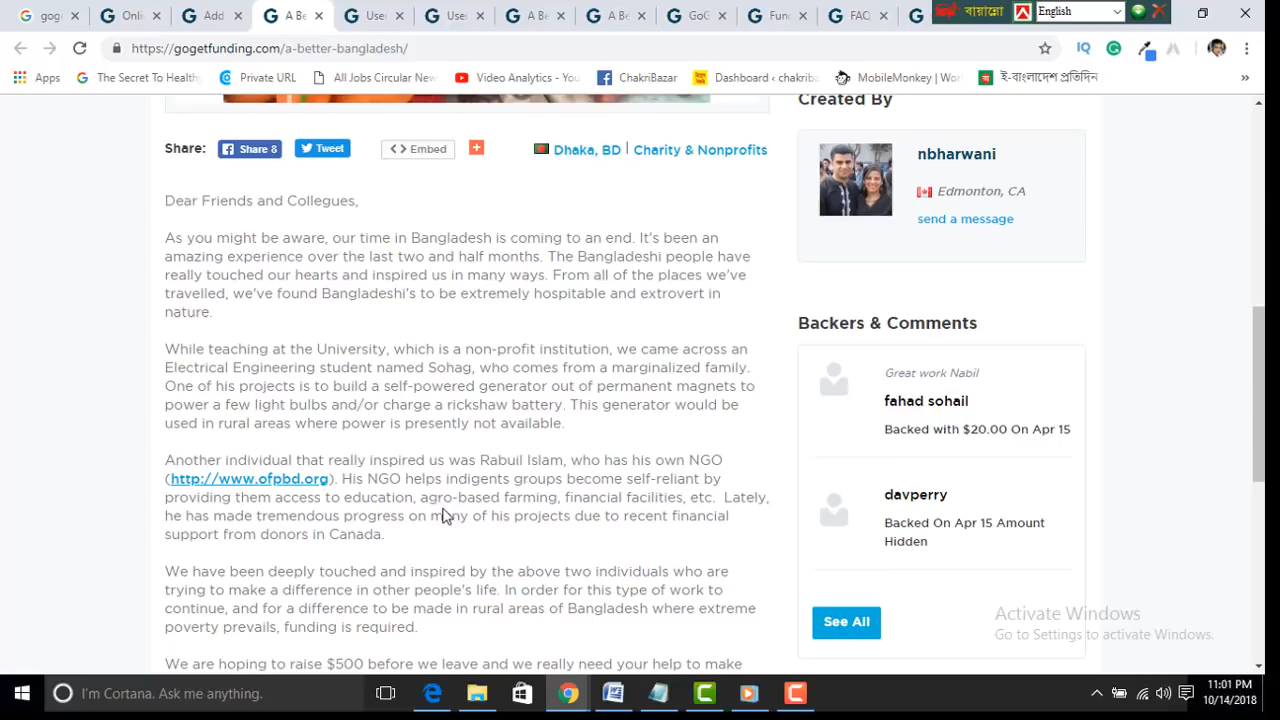 gog
Onli
Add
A Be
User
User
A Be
A Be
GoG
Fun
FAQ
বায়ান্নো
English
https://gogetfunding.com/a-better-bangladesh/
Apps
The Secret To Health
Private URL
All Jobs Circular New
Video Analytics - You
ChakriBazar
Dashboard ‹ chakrib
MobileMonkey | Wor
ই-বাংলাদেশ প্রতিদিন
»
Share:
Share 8
Tweet
<> Embed
Dhaka, BD | Charity & Nonprofits
Dear Friends and Collegues,
As you might be aware, our time in Bangladesh is coming to an end. It's been an
amazing experience over the last two and half months. The Bangladeshi people have
really touched our hearts and inspired us in many ways. From all of the places we've
travelled, we've found Bangladeshi's to be extremely hospitable and extrovert in
nature.
While teaching at the University, which is a non-profit institution, we came across an
Electrical Engineering student named Sohag, who comes from a marginalized family.
One of his projects is to build a self-powered generator out of permanent magnets to
power a few light bulbs and/or charge a rickshaw battery. This generator would be
used in rural areas where power is presently not available.
Another individual that really inspired us was Rabuil Islam, who has his own NGO
(http://www.ofpbd.org). His NGO helps indigents groups become self-reliant by
providing them access to education, agro-based farming, financial facilities, etc. Lately,
he has made tremendous progress on many of his projects due to recent financial
support from donors in Canada.
We have been deeply touched and inspired by the above two individuals who are
trying to make a difference in other people's life. In order for this type of work to
continue, and for a difference to be made in rural areas of Bangladesh where extreme
poverty prevails, funding is required.
We are hoping to raise $500 before we leave and we really need your help to make
Created By
nbharwani
Edmonton, CA
send a message
Backers & Comments
Great work Nabil
fahad sohail
Backed with $20.00 On Apr 15
davperry
Backed On Apr 15 Amount
Hidden
See All
Activate Windows
Go to Settings to activate Windows.
I'm Cortana. Ask me anything.
11:01 PM
10/14/2018